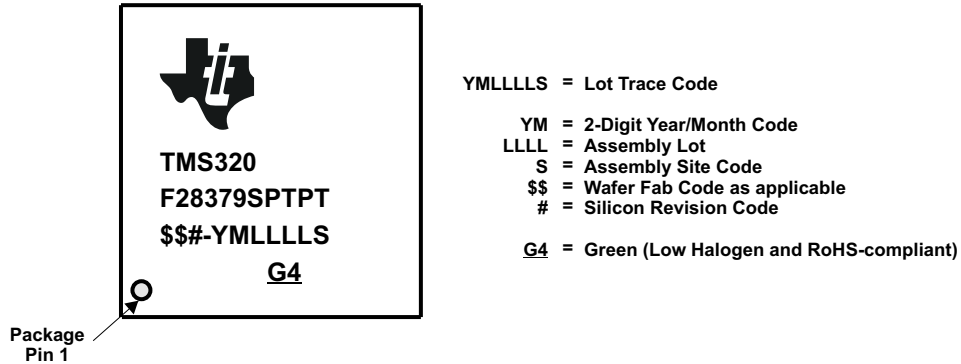 TMS320
F28379SPTPT
$$#-YMLLLLS
G4
Package
Pin 1
YMLLLLS = Lot Trace Code
YM = 2-Digit Year/Month Code
LLLL = Assembly Lot
S = Assembly Site Code
$$ = Wafer Fab Code as applicable
# = Silicon Revision Code
G4 = Green (Low Halogen and RoHS-compliant)